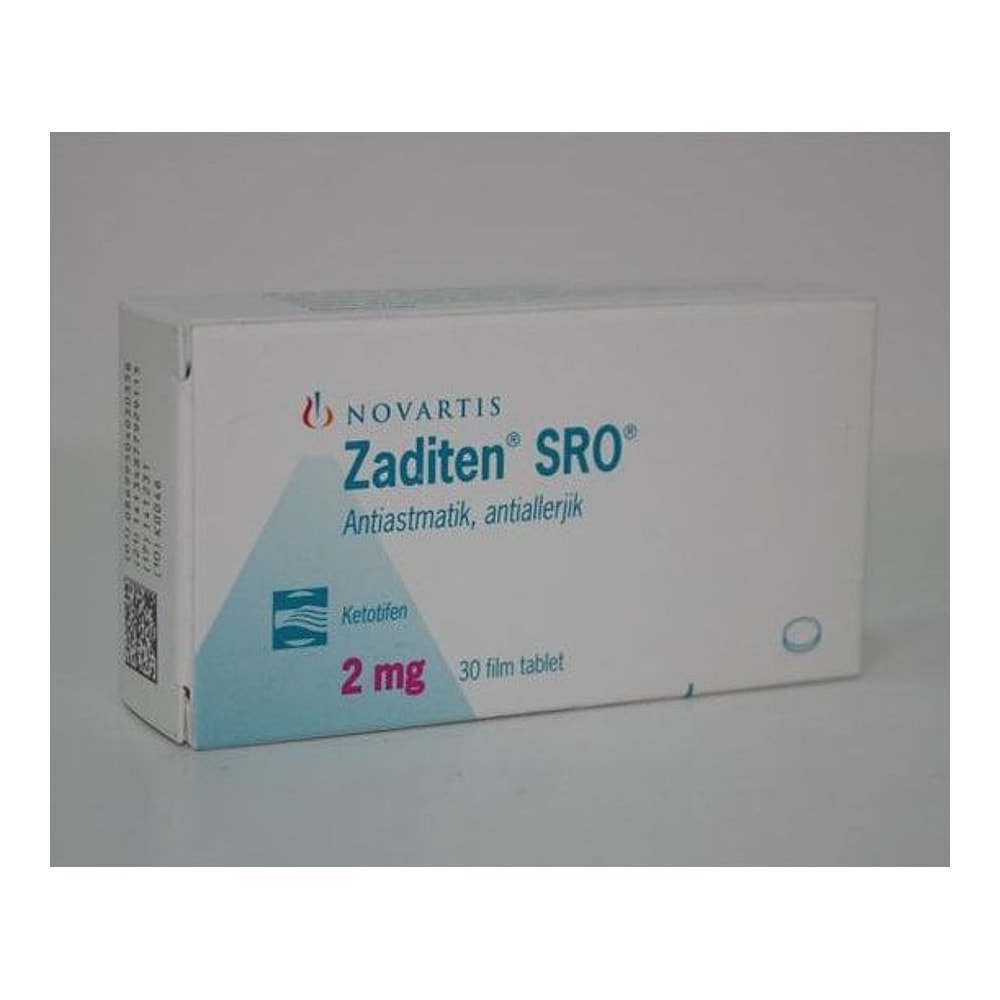 NOVARTIS
Zaditen® SRO®
Antiastmatik, antiallerjik
Ketotifen
2 mg
30 film tablet